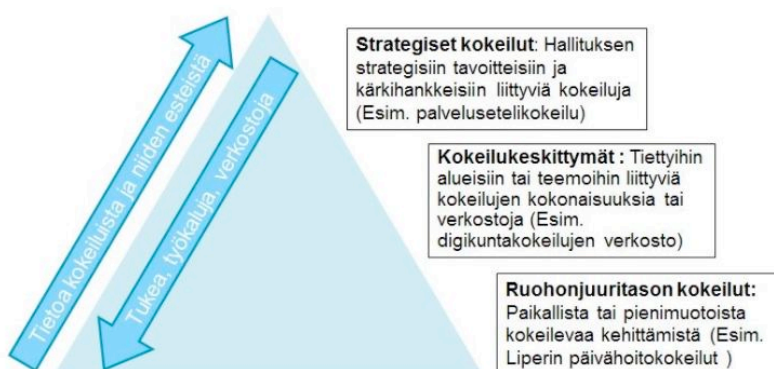 Tietoa kokeiluista ja niiden esteistä
Tukea, työkaluja, verkostoja
Strategiset kokeilut: Hallituksen
strategisiin tavoitteisiin ja
kärkihankkeisiin liittyviä kokeiluja
(Esim. palvelusetelikokeilu)
Kokeilukeskittymät : Tiettyihin
alueisiin tai teemoihin liittyviä
kokeilujen kokonaisuuksia tai
verkostoja (Esim.
digikuntakokeilujen verkosto)
Ruohonjuuritason kokeilut:
Paikallista tai pienimuotoista
kokeilevaa kehittämistä (Esim.
Liperin päivähoitokokeilut )